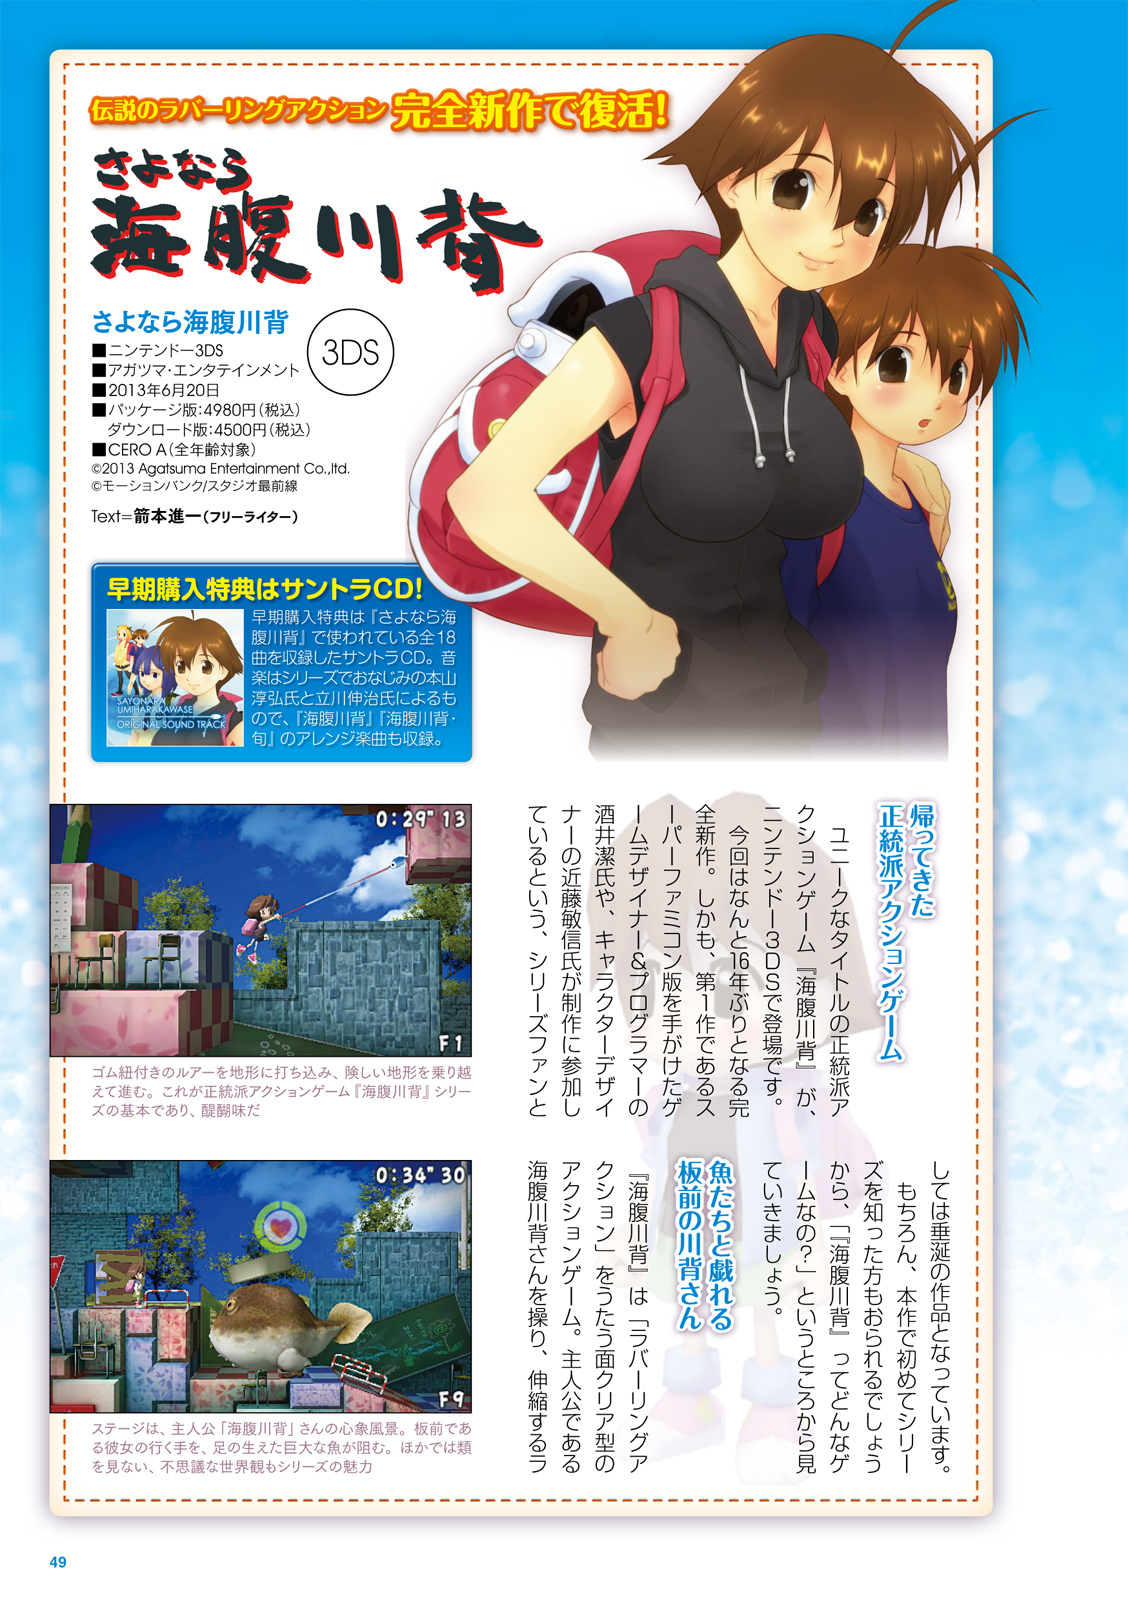 伝説のラバーリングアクション 完全新作で復活!
さよなら
海腹川背
さよなら海腹川背
3DS
■ニンテンドー3DS
■アガツマ・エンタテインメント
■2013年6月20日
■パッケージ版:4980円(税込)
ダウンロード版:4500円(税込)
■CERO A(全年齢対象)
©2013 Agatsuma Entertainment Co.,ltd.
©モーションバンク/スタジオ最前線
Text=箭本進一(フリーライター)
早期購入特典はサントラCD!
早期購入特典は『さよなら海
腹川背』で使われている全18
曲を収録したサントラCD。音
楽はシリーズでおなじみの本山
淳弘氏と立川伸治氏によるも
ので、『海腹川背』『海腹川背・
旬』のアレンジ楽曲も収録。
SAYONARA
UMIHARAKAWASE
ORIGINAL SOUND TRACK
帰ってきた
正統派アクションゲーム
ユニークなタイトルの正統派ア
クションゲーム『海腹川背』が、
ニンテンドー3DSで登場です。
今回はなんと16年ぶりとなる完
全新作。しかも、第1作であるス
ーパーファミコン版を手がけたゲ
ームデザイナー&プログラマーの
酒井潔氏や、キャラクターデザイ
ナーの近藤敏信氏が制作に参加し
ているという、シリーズファンと
しては垂涎の作品となっています。
もちろん、本作で初めてシリー
ズを知った方もおられるでしょう
から、「『海腹川背』ってどんなゲ
ームなの?」というところから見
ていきましょう。
魚たちと戯れる
板前の川背さん
『海腹川背』は「ラバーリングア
クション」をうたう面クリア型の
アクションゲーム。主人公である
海腹川背さんを操り、伸縮するラ
0:29"13
F1
ゴム紐付きのルアーを地形に打ち込み、険しい地形を乗り越
えて進む。これが正統派アクションゲーム『海腹川背』シリー
ズの基本であり、醍醐味だ
0:34"30
F9
ステージは、主人公「海腹川背」さんの心象風景。板前であ
る彼女の行く手を、足の生えた巨大な魚が阻む。ほかでは類
を見ない、不思議な世界観もシリーズの魅力
49